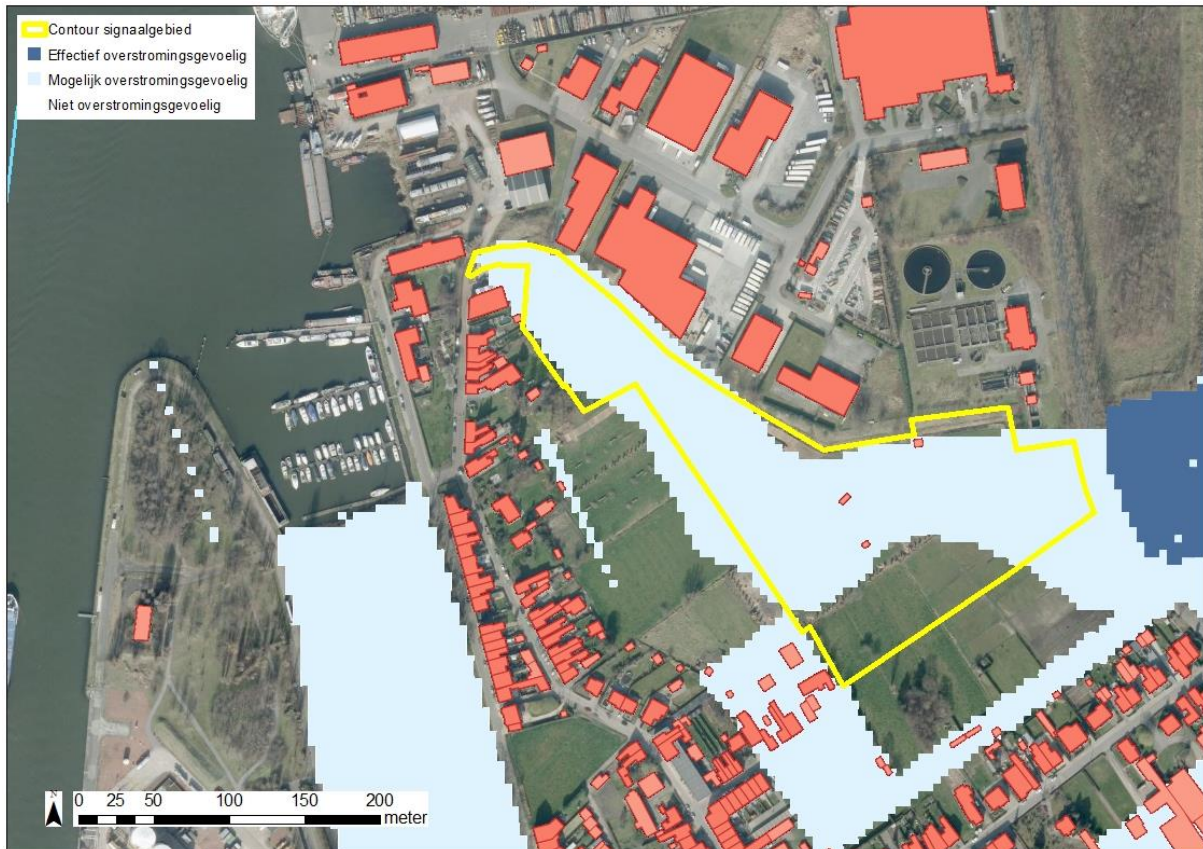 Contour signaalgebied
Effectief overstromingsgevoelig
Mogelijk overstromingsgevoelig
Niet overstromingsgevoelig
N
0 25 50 100 150 200
meter